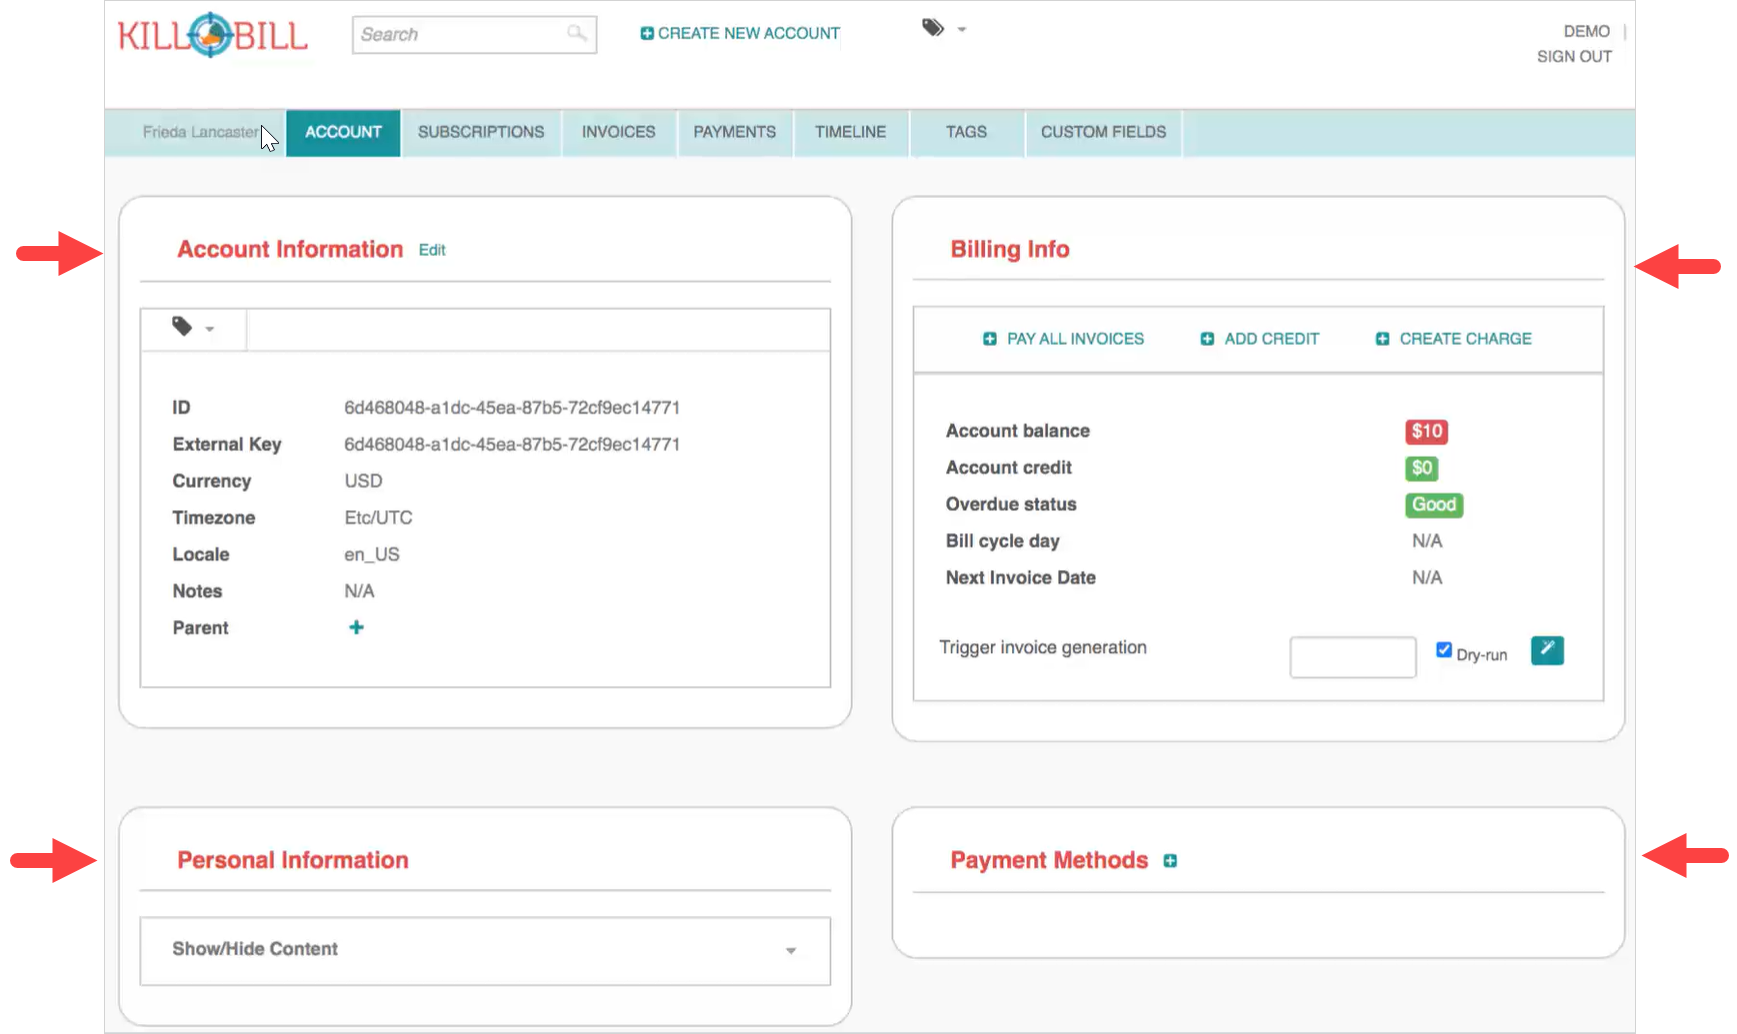 KILL BILL
Search
CREATE NEW ACCOUNT
DEMO
SIGN OUT
Frieda Lancaster
ACCOUNT
SUBSCRIPTIONS
INVOICES
PAYMENTS
TIMELINE
TAGS
CUSTOM FIELDS
Account Information Edit
ID 6d468048-a1dc-45ea-87b5-72cf9ec14771
External Key 6d468048-a1dc-45ea-87b5-72cf9ec14771
Currency USD
Timezone Etc/UTC
Locale en_US
Notes N/A
Parent
Billing Info
PAY ALL INVOICES ADD CREDIT CREATE CHARGE
Account balance $10
Account credit $0
Overdue status Good
Bill cycle day N/A
Next Invoice Date N/A
Trigger invoice generation Dry-run
Personal Information
Show/Hide Content
Payment Methods